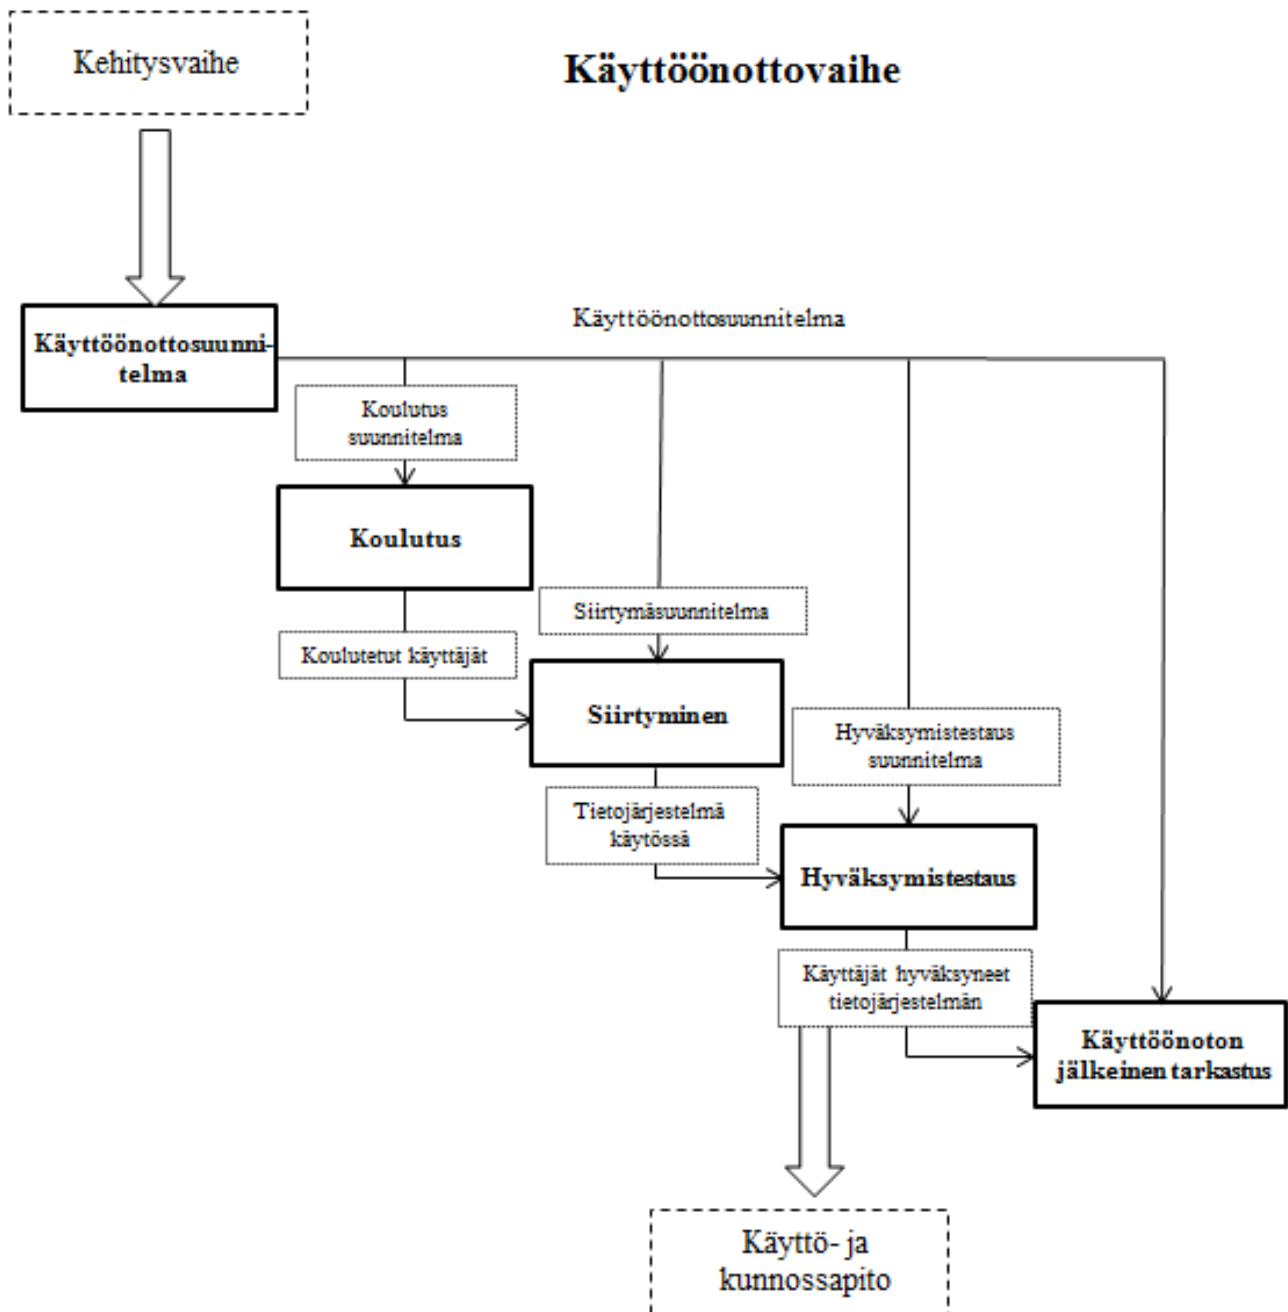 Kehitysvaihe
Käyttöönottovaihe
Käyttöönottosuunni-
telma
Käyttöönottosuunnitelma
Koulutus
suunnitelma
Koulutus
Siirtymäsuunnitelma
Koulutetut käyttäjät
Siirtyminen
Hyväksymistestaus
suunnitelma
Tietojärjestelmä
käytössä
Hyväksymistestaus
Käyttäjät hyväksyneet
tietojärjestelmän
Käyttöönoton
jälkeinen tarkastus
Käyttö- ja
kunnossapito